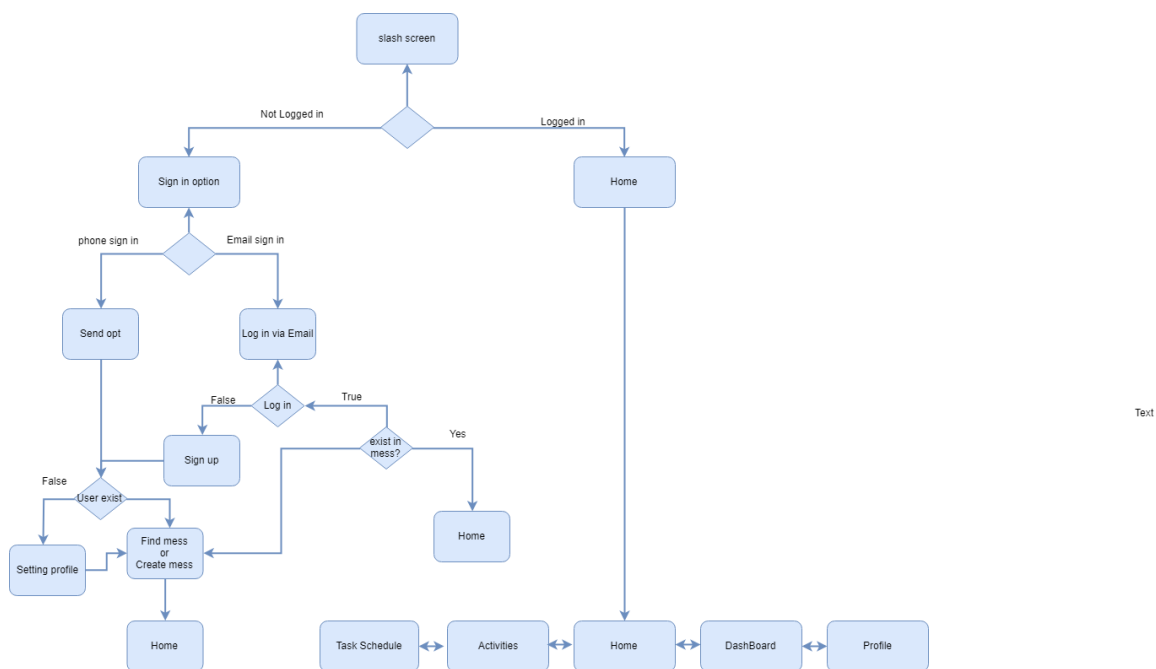 slash screen
Not Logged in
Logged in
Sign in option
Home
phone sign in
Email sign in
Send opt
Log in via Email
False
Log in
True
Text
exist in
mess?
Yes
Sign up
False
User exist
Find mess
or
Create mess
Home
Setting profile
Home
Task Schedule
Activities
Home
DashBoard
Profile